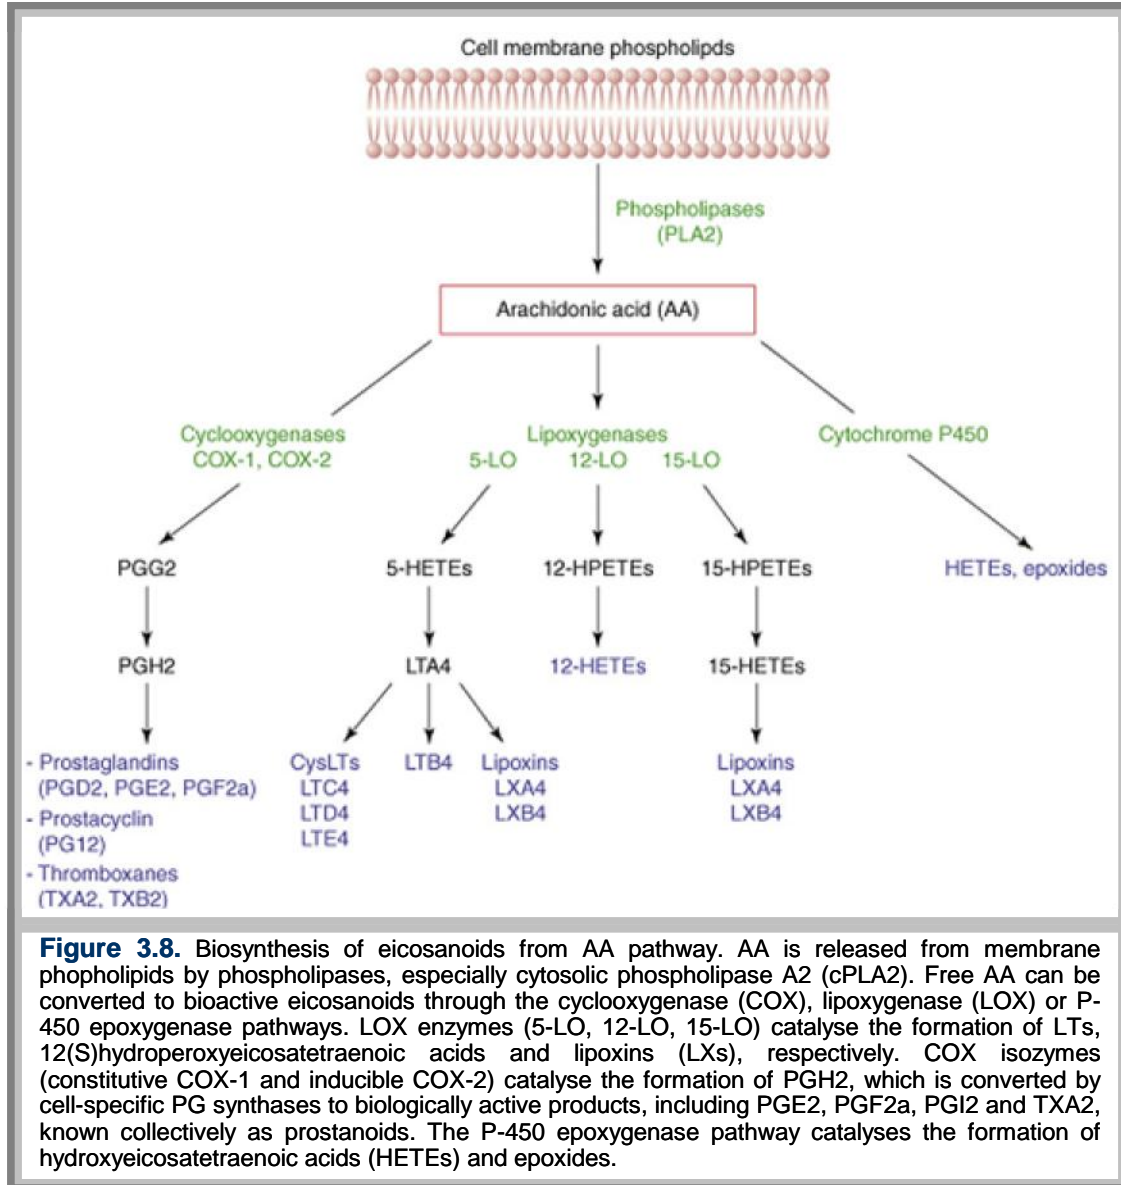 Cell membrane phospholipds
Phospholipases
(PLA2)
Arachidonic acid (AA)
Cyclooxygenases
COX-1, COX-2
Lipoxygenases
5-LO 12-LO 15-LO
Cytochrome P450
PGG2 5-HETEs 12-HPETEs 15-HPETEs HETEs, epoxides
PGH2 LTA4 12-HETEs 15-HETEs
- Prostaglandins
(PGD2, PGE2, PGF2a)
- Prostacyclin
(PG12)
- Thromboxanes
(TXA2, TXB2)
CysLTs
LTC4
LTD4
LTE4
LTB4
Lipoxins
LXA4
LXB4
Lipoxins
LXA4
LXB4
Figure 3.8. Biosynthesis of eicosanoids from AA pathway. AA is released from membrane
phopholipids by phospholipases, especially cytosolic phospholipase A2 (cPLA2). Free AA can be
converted to bioactive eicosanoids through the cyclooxygenase (COX), lipoxygenase (LOX) or P-
450 epoxygenase pathways. LOX enzymes (5-LO, 12-LO, 15-LO) catalyse the formation of LTs,
12(S)hydroperoxyeicosatetraenoic acids and lipoxins (LXs), respectively. COX isozymes
(constitutive COX-1 and inducible COX-2) catalyse the formation of PGH2, which is converted by
cell-specific PG synthases to biologically active products, including PGE2, PGF2a, PGI2 and TXA2,
known collectively as prostanoids. The P-450 epoxygenase pathway catalyses the formation of
hydroxyeicosatetraenoic acids (HETEs) and epoxides.